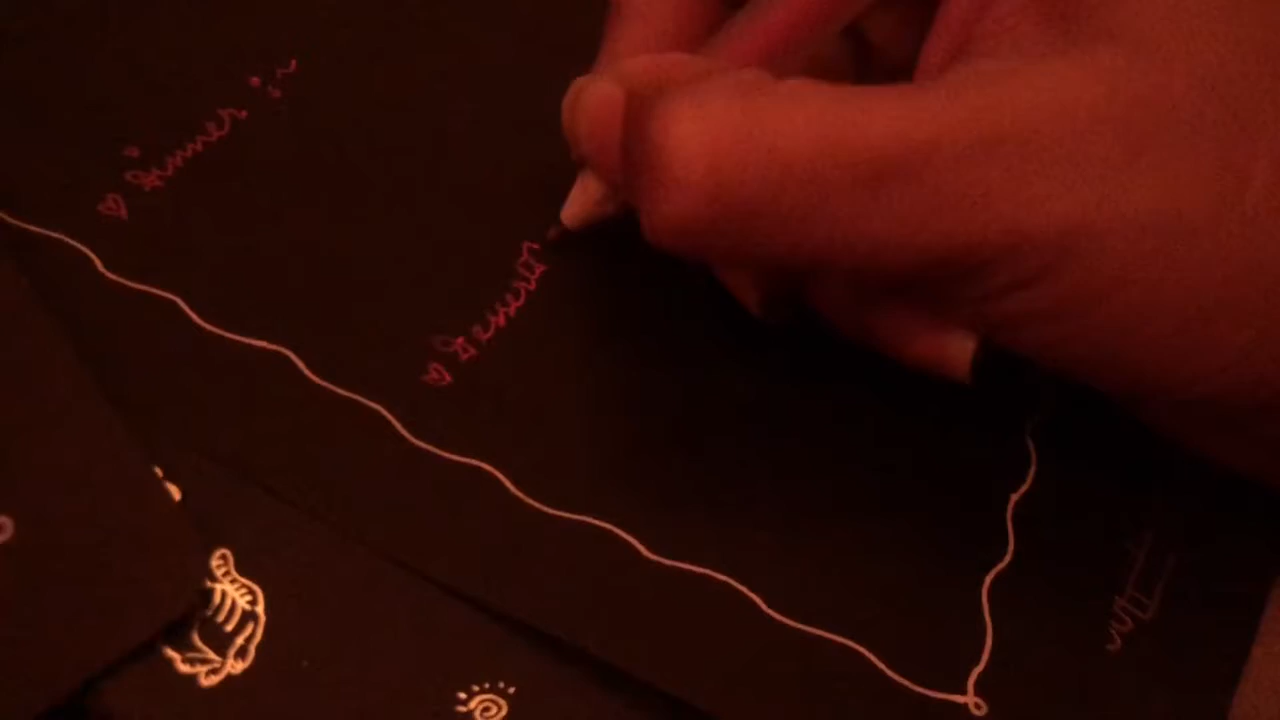 ♡ Dinner :~
♡ Dessert